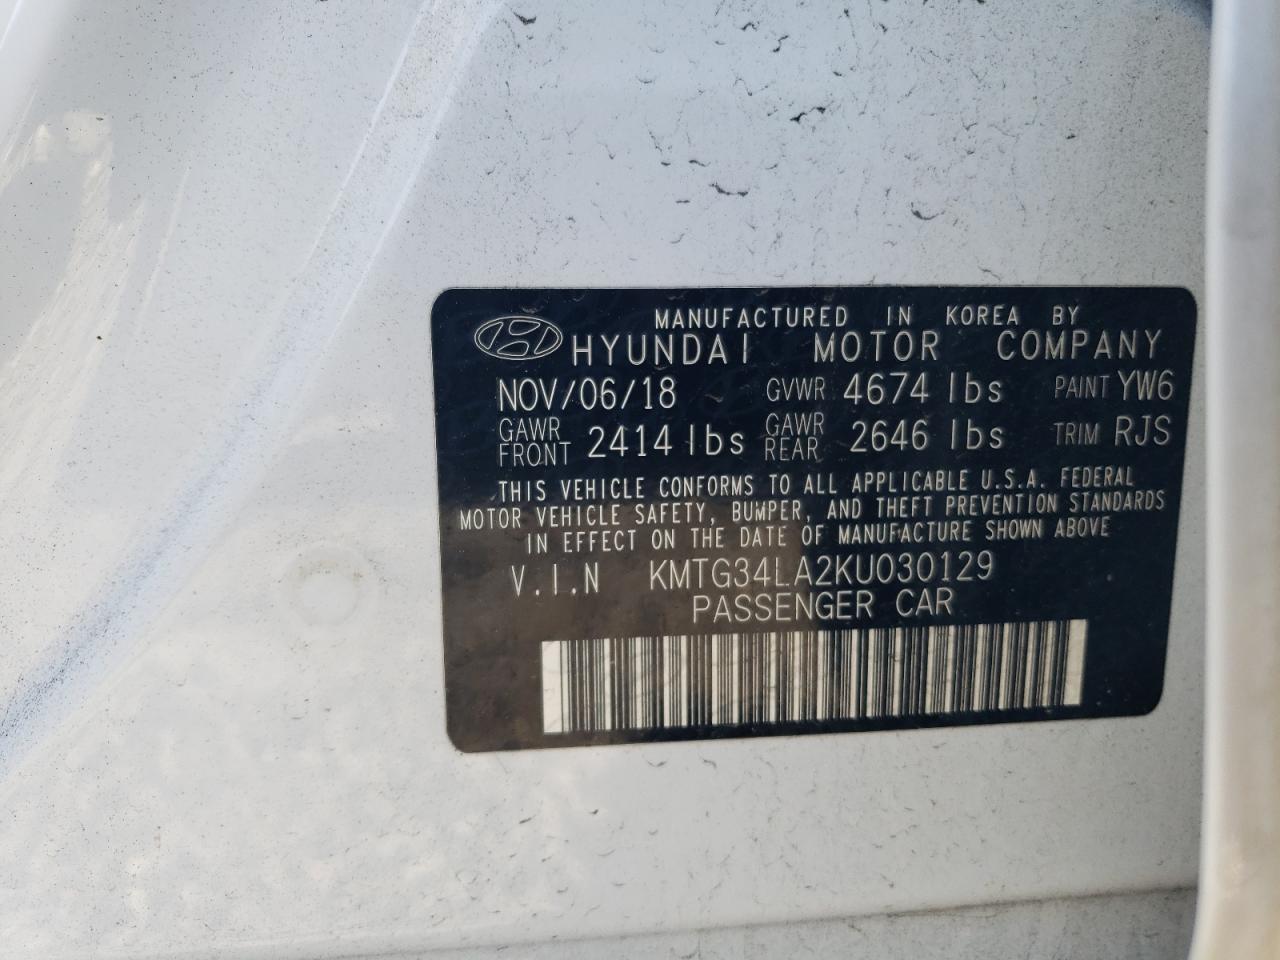 MANUFACTURED IN KOREA BY
HYUNDAI MOTOR COMPANY
NOV/06/18 GVWR 4674 lbs PAINT YW6
GAWR FRONT 2414 lbs GAWR REAR 2646 lbs TRIM RJS
THIS VEHICLE CONFORMS TO ALL APPLICABLE U.S.A. FEDERAL
MOTOR VEHICLE SAFETY, BUMPER, AND THEFT PREVENTION STANDARDS
IN EFFECT ON THE DATE OF MANUFACTURE SHOWN ABOVE
V.I.N KMTG34LA2KU030129
PASSENGER CAR